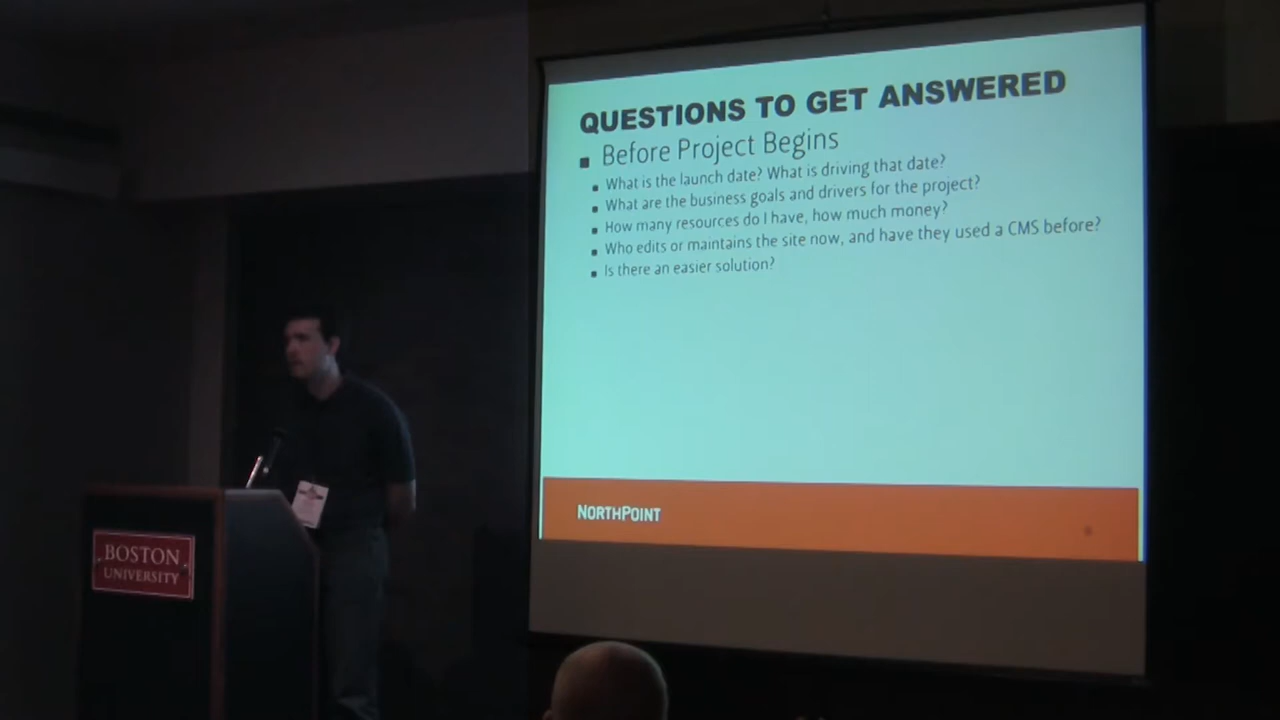 QUESTIONS TO GET ANSWERED
Before Project Begins
What is the launch date? What is driving that date?
What are the business goals and drivers for the project?
How many resources do I have, how much money?
Who edits or maintains the site now, and have they used a CMS before?
Is there an easier solution?
NORTHPOINT
BOSTON
UNIVERSITY